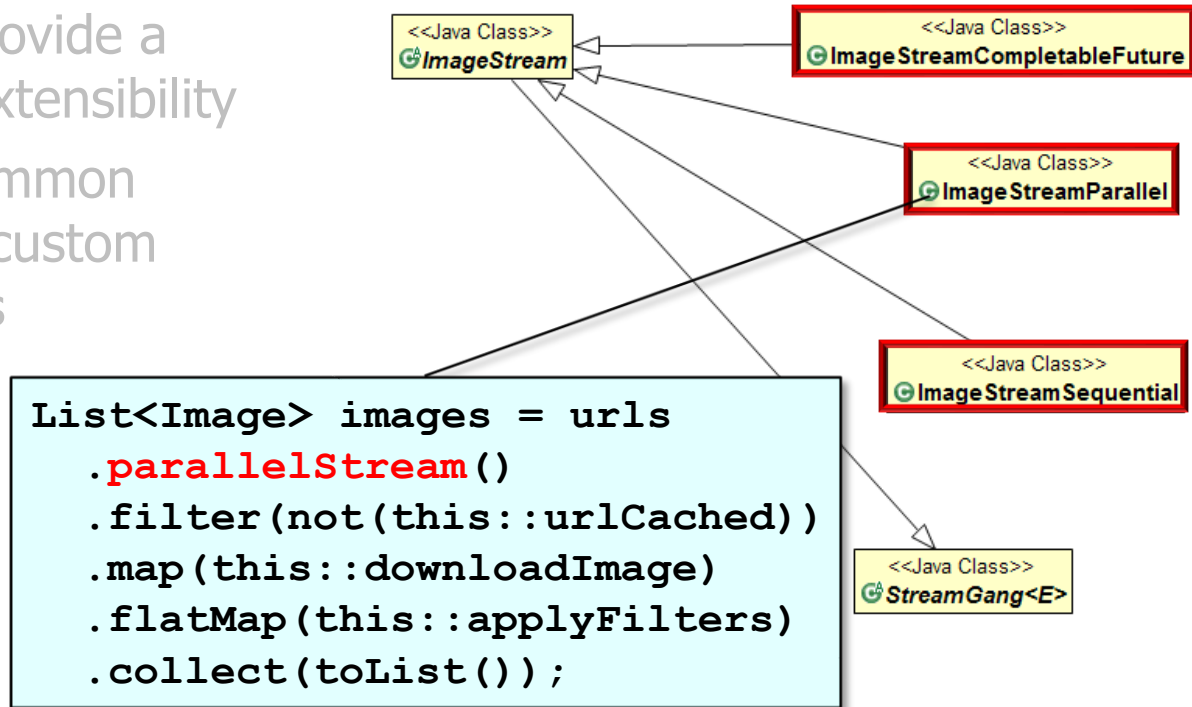 ovide a
xtensibility
mmon
custom
s
<<Java Class>>
ImageStream
<<Java Class>>
ImageStreamCompletableFuture
<<Java Class>>
ImageStreamParallel
<<Java Class>>
ImageStreamSequential
List<Image> images = urls
.parallelStream()
.filter(not(this::urlCached))
.map(this::downloadImage)
.flatMap(this::applyFilters)
.collect(toList());
<<Java Class>>
StreamGang<E>